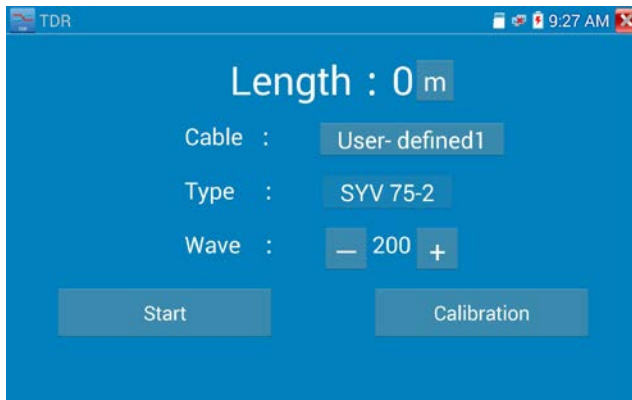 TDR 9:27 AM
Length : 0 m
Cable : User- defined1
Type : SYV 75-2
Wave : — 200 +
Start Calibration